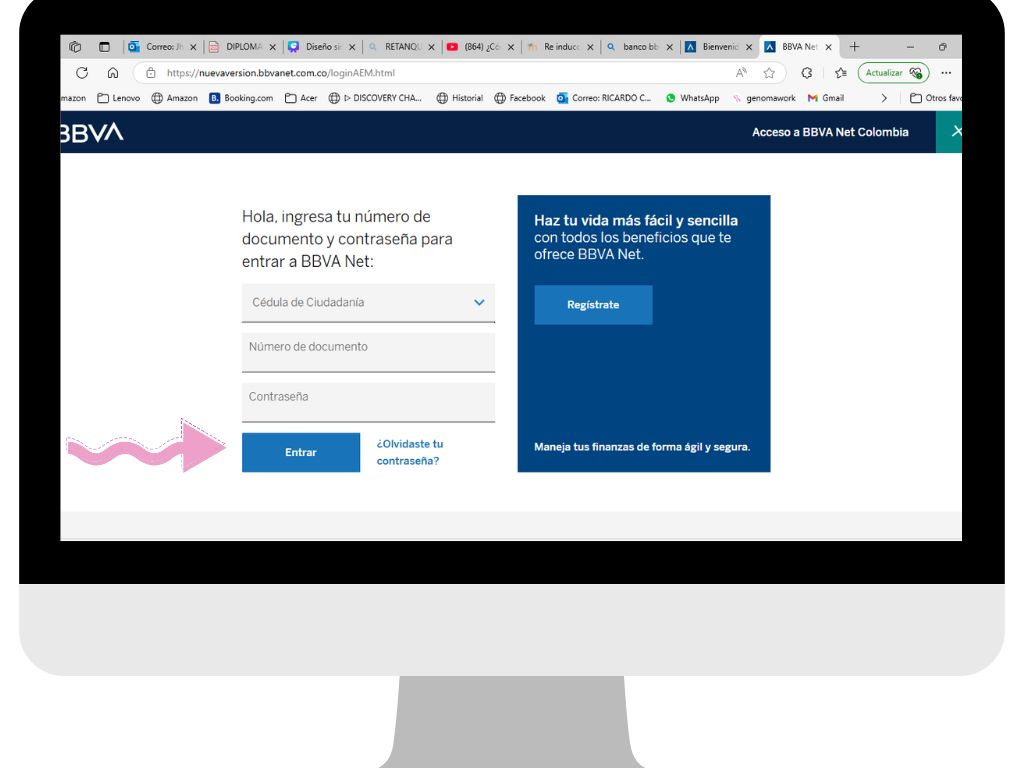 Correo: Jh
DIPLOMA
Diseño sin
RETANQU
(864) ¿Có
Re inducc
banco bb
Bienvenid
BBVA Net
https://nuevaversion.bbvanet.com.co/loginAEM.html
A
Actualizar
mazon
Lenovo
Amazon
B.
Booking.com
Acer
DISCOVERY CHA...
Historial
Facebook
Correo: RICARDO C...
WhatsApp
genomawork
Gmail
Otros favo
BBVA
Acceso a BBVA Net Colombia
Hola, ingresa tu número de
documento y contraseña para
entrar a BBVA Net:
Cédula de Ciudadanía
Número de documento
Contraseña
Entrar
¿Olvidaste tu
contraseña?
Haz tu vida más fácil y sencilla
con todos los beneficios que te
ofrece BBVA Net.
Regístrate
Maneja tus finanzas de forma ágil y segura.